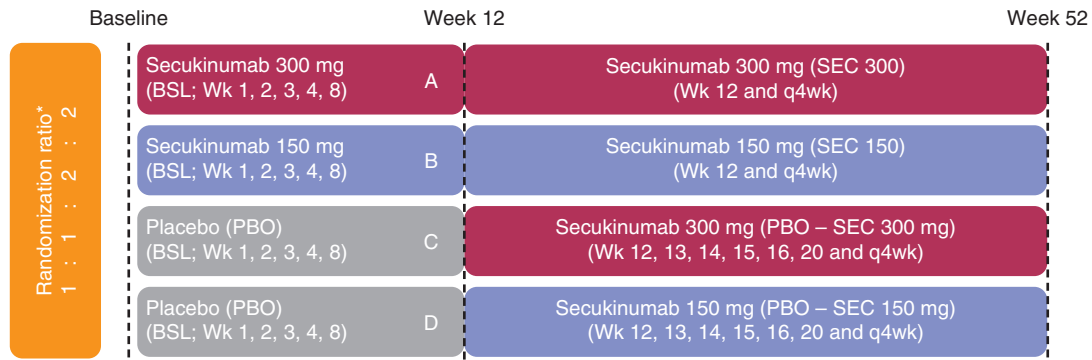 Baseline
Week 12
Week 52
Randomization ratio*
1 : 1 : 2 : 2
Secukinumab 300 mg
(BSL; Wk 1, 2, 3, 4, 8)
A
Secukinumab 300 mg (SEC 300)
(Wk 12 and q4wk)
Secukinumab 150 mg
(BSL; Wk 1, 2, 3, 4, 8)
B
Secukinumab 150 mg (SEC 150)
(Wk 12 and q4wk)
Placebo (PBO)
(BSL; Wk 1, 2, 3, 4, 8)
C
Secukinumab 300 mg (PBO – SEC 300 mg)
(Wk 12, 13, 14, 15, 16, 20 and q4wk)
Placebo (PBO)
(BSL; Wk 1, 2, 3, 4, 8)
D
Secukinumab 150 mg (PBO – SEC 150 mg)
(Wk 12, 13, 14, 15, 16, 20 and q4wk)